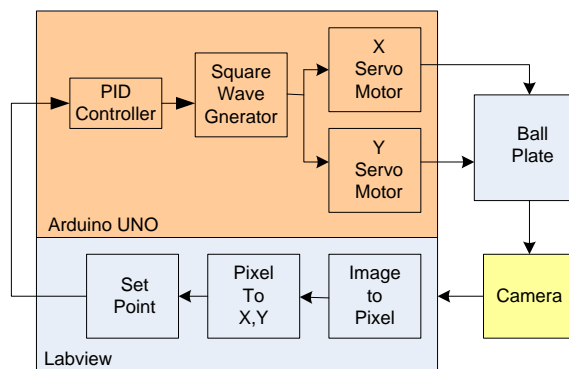 PID
Controller
Square
Wave
Gnerator
X
Servo
Motor
Y
Servo
Motor
Ball
Plate
Arduino UNO
Set
Point
Pixel
To
X,Y
Image
to
Pixel
Camera
Labview